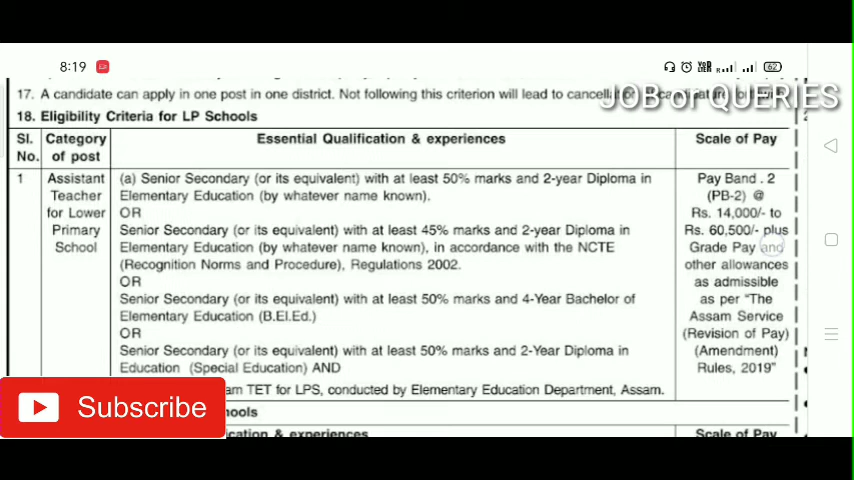 8:19
62
17. A candidate can apply in one post in one district. Not following this criterion will lead to
JOB or QUERIES
18. Eligibility Criteria for LP Schools
Sl. No.
Category of post
Essential Qualification & experiences
Scale of Pay
1
Assistant Teacher for Lower Primary School
(a) Senior Secondary (or its equivalent) with at least 50% marks and 2-year Diploma in
Elementary Education (by whatever name known).
OR
Senior Secondary (or its equivalent) with at least 45% marks and 2-year Diploma in
Elementary Education (by whatever name known), in accordance with the NCTE
(Recognition Norms and Procedure), Regulations 2002.
OR
Senior Secondary (or its equivalent) with at least 50% marks and 4-Year Bachelor of
Elementary Education (B.El.Ed.)
OR
Senior Secondary (or its equivalent) with at least 50% marks and 2-Year Diploma in
Education (Special Education) AND
TET for LPS, conducted by Elementary Education Department, Assam.
Pay Band . 2
(PB-2) @
Rs. 14,000/- to
Rs. 60,500/- plus
Grade Pay and
other allowances
as admissible
as per "The
Assam Service
(Revision of Pay)
(Amendment)
Rules, 2019"
Subscribe
& experiences
Scale of Pay